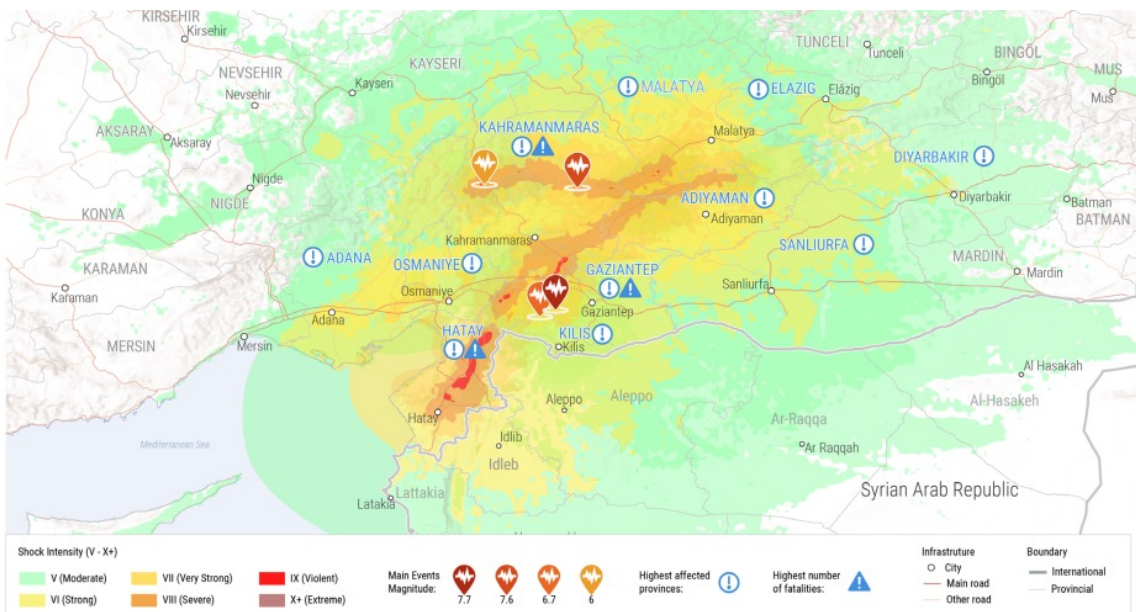 KIRSEHIR
Kirsehir
TUNCELI
Tunceli
BINGÖL
Bingöl
MUS
Mus
NEVSEHIR
Nevsehir
KAYSERI
Kayseri
MALATYA
ELAZIG
Elâzig
AKSARAY
Aksaray
KAHRAMANMARAS
Malatya
DIYARBAKIR
Nigde
NIGDE
ADIYAMAN
Diyarbakir
Batman
BATMAN
KONYA
Adiyaman
Kahramanmaras
SANLIURFA
ADANA
OSMANIYE
GAZIANTEP
MARDIN
Mardin
KARAMAN
Karaman
Osmaniye
Sanliurfa
Gaziantep
Adana
MERSIN
Mersin
HATAY
KILIS
Kilis
Al Hasakah
Al-Hasakeh
Aleppo
Aleppo
Hatay
Ar-Raqqa
Mediterranean Sea
Idlib
Ar Raqqah
Idleb
Lattakia
Latakia
Syrian Arab Republic
Shock Intensity (V - X+)
V (Moderate)
VI (Strong)
VII (Very Strong)
VIII (Severe)
IX (Violent)
X+ (Extreme)
Main Events
Magnitude:
7.7
7.6
6.7
6
Highest affected
provinces:
Highest number
of fatalities:
Infrastruture
City
Main road
Other road
Boundary
International
Provincial